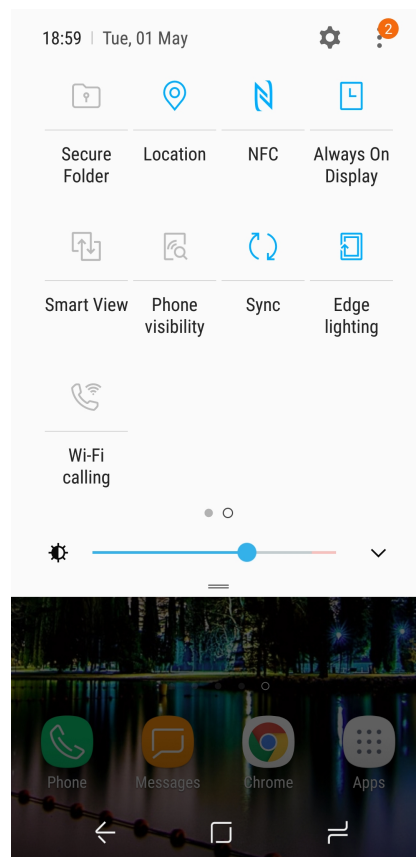 18:59 | Tue, 01 May
2
Secure
Folder
Location
NFC
Always On
Display
Smart View
Phone
visibility
Sync
Edge
lighting
Wi-Fi
calling
Phone
Messages
Chrome
Apps